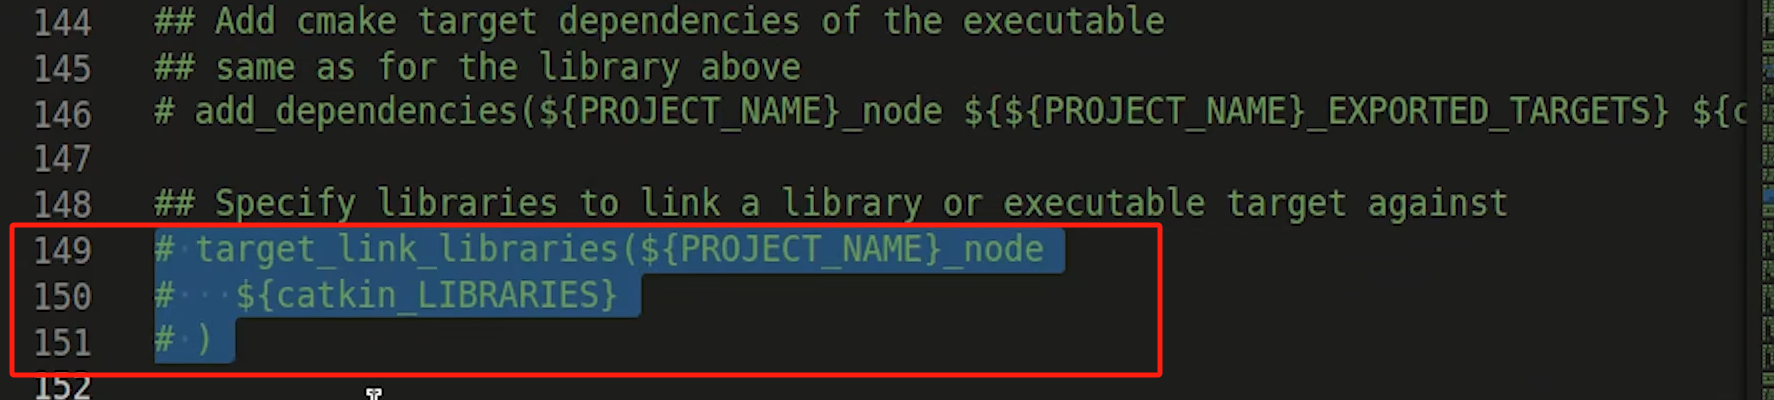 144 ## Add cmake target dependencies of the executable
145 ## same as for the library above
146 # add_dependencies(${PROJECT_NAME}_node ${${PROJECT_NAME}_EXPORTED_TARGETS} ${c
147
148 ## Specify libraries to link a library or executable target against
149 # target_link_libraries(${PROJECT_NAME}_node
150 #   ${catkin_LIBRARIES}
151 # )
152